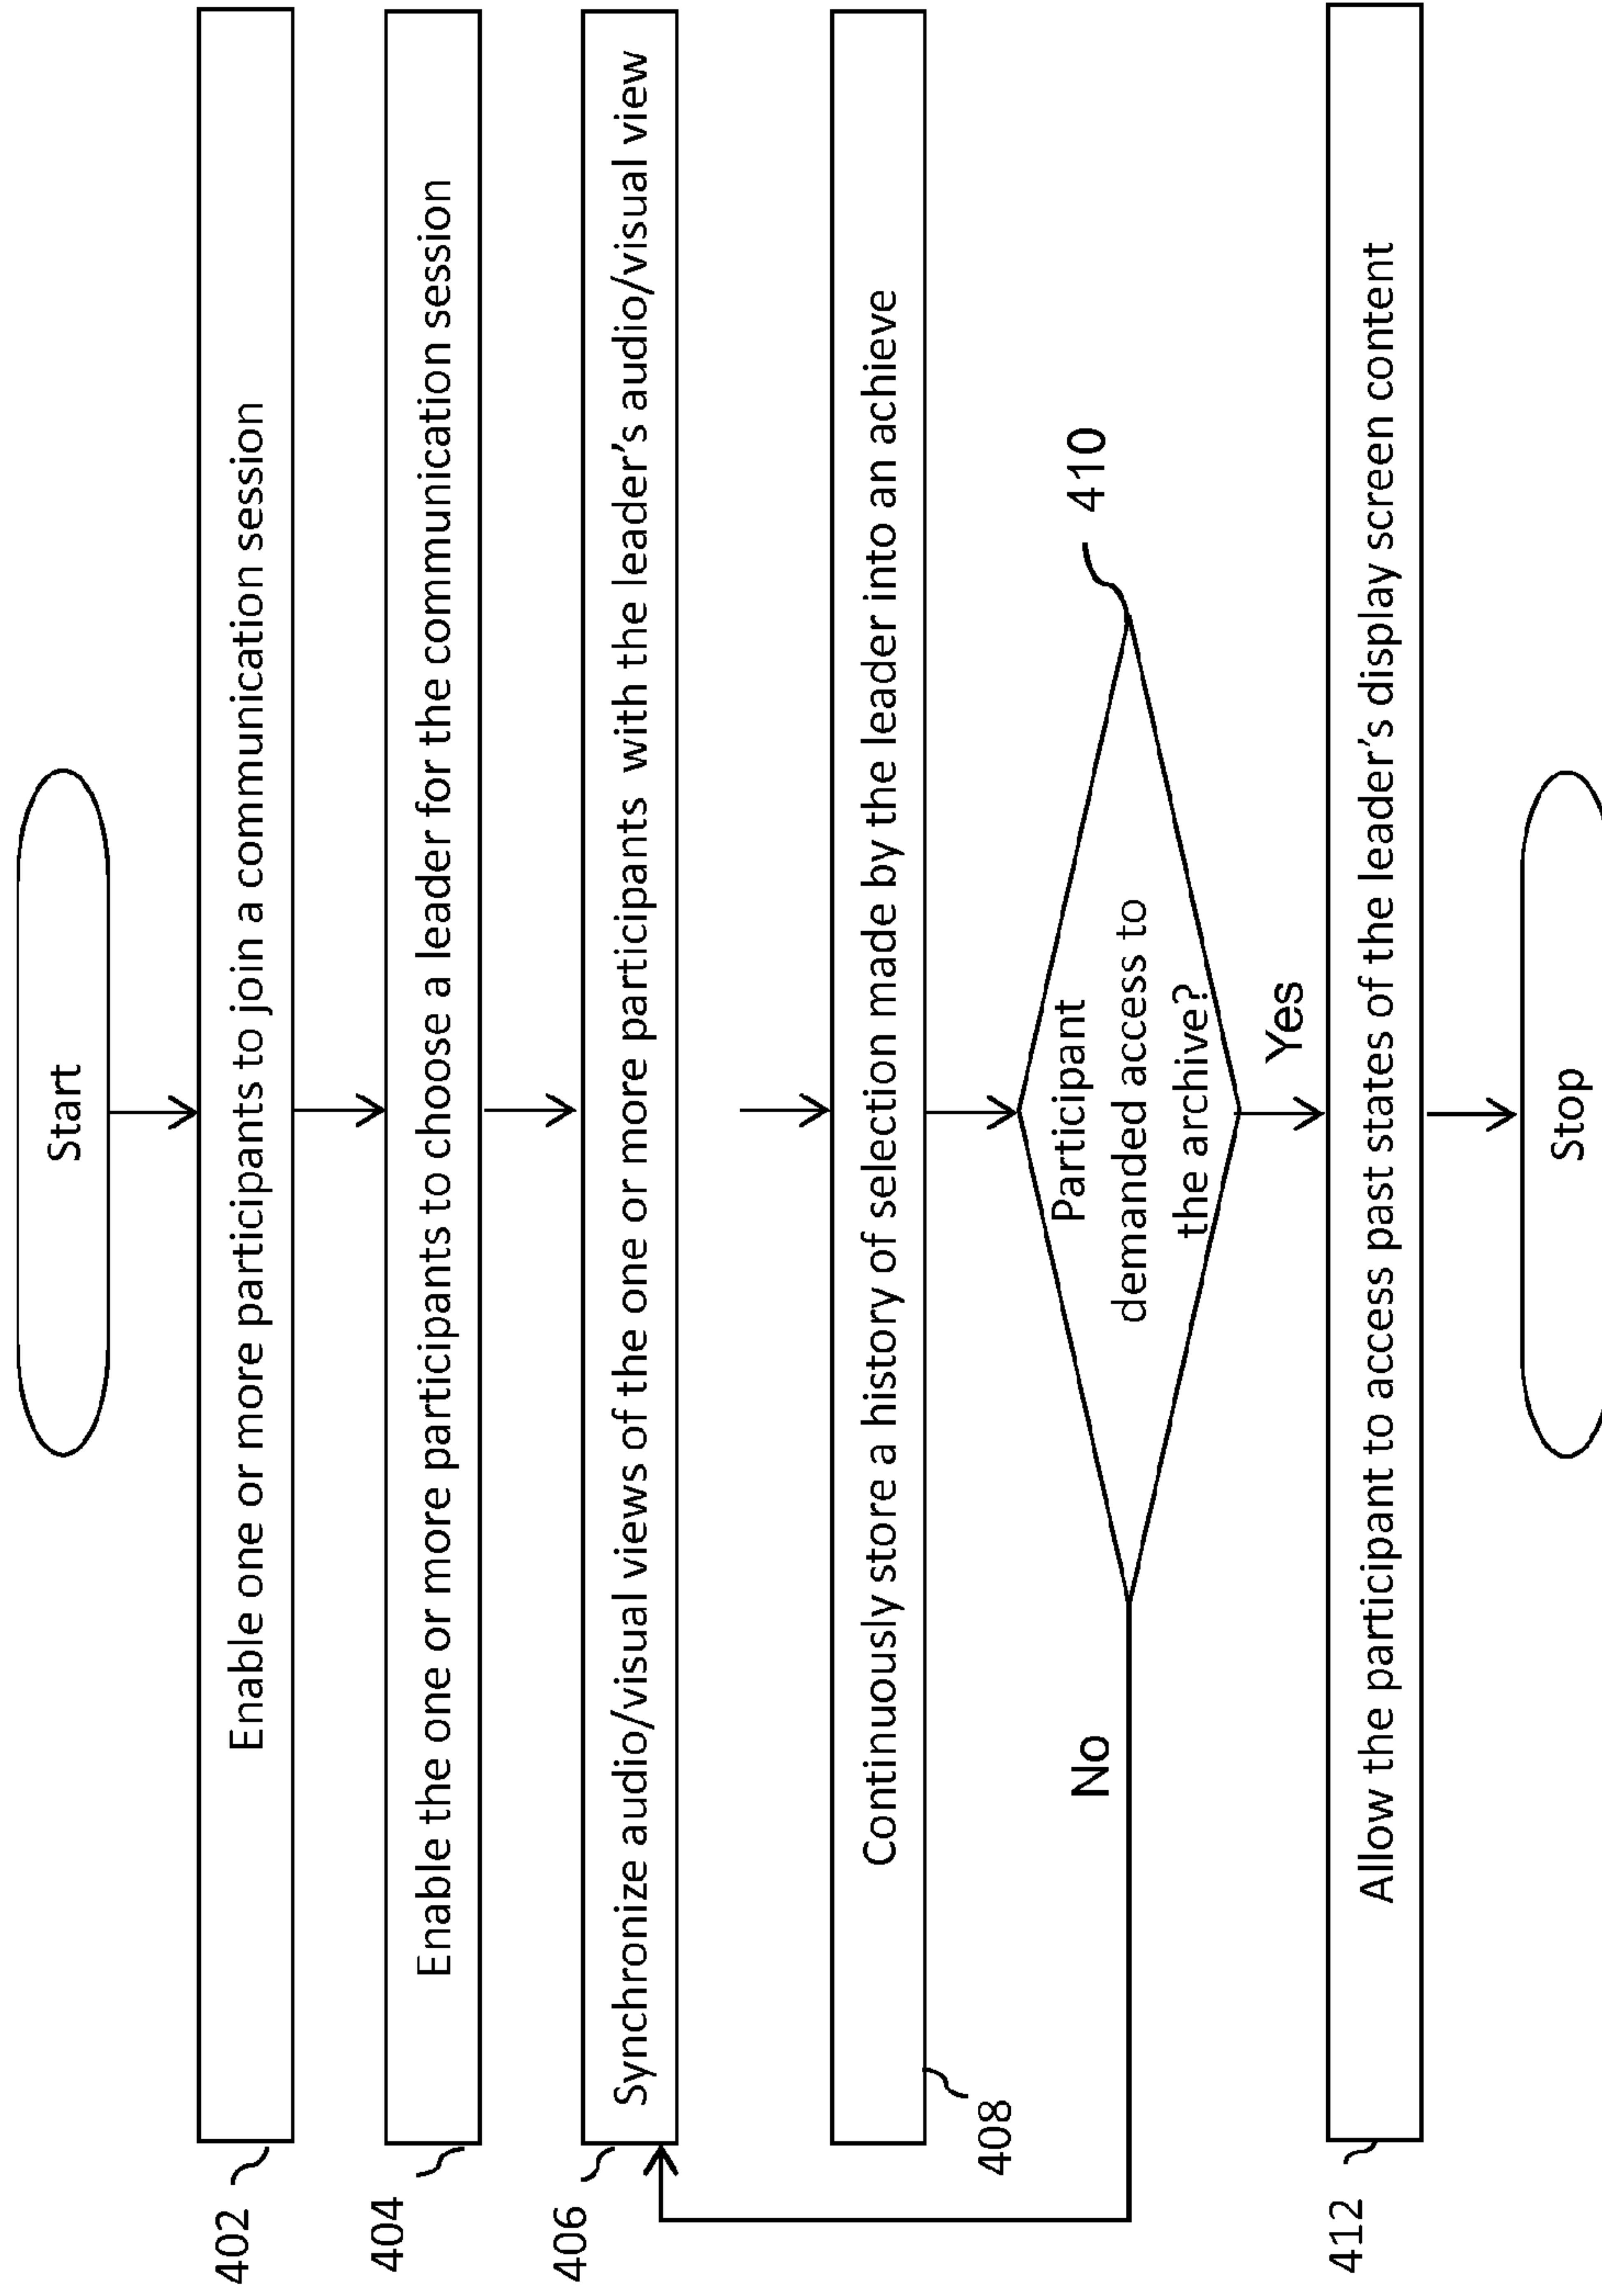 Start
402
Enable one or more participants to join a communication session
404
Enable the one or more participants to choose a leader for the communication session
406
Synchronize audio/visual views of the one or more participants with the leader's audio/visual view
408
Continuously store a history of selection made by the leader into an achieve
410
Participant
demanded access to
the archive?
No
Yes
412
Allow the participant to access past states of the leader's display screen content
Stop